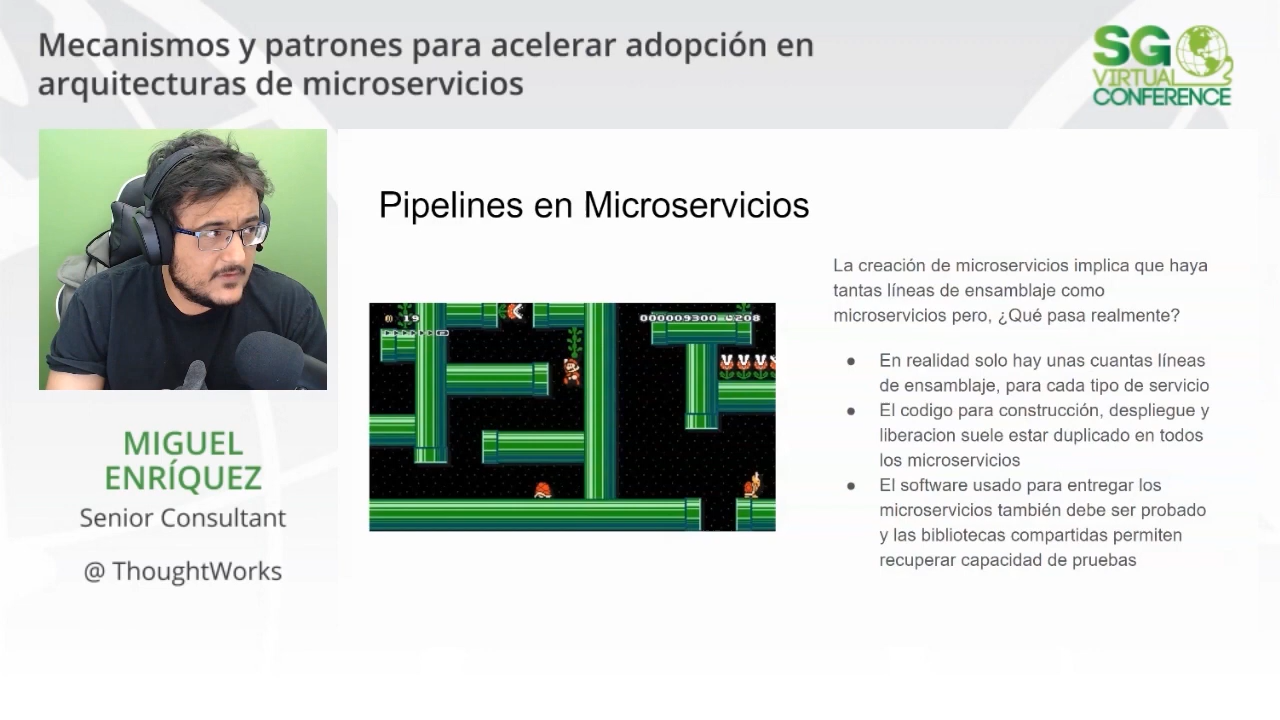 Mecanismos y patrones para acelerar adopción en
arquitecturas de microservicios
SG
VIRTUAL
CONFERENCE
MIGUEL
ENRÍQUEZ
Senior Consultant
@ ThoughtWorks
Pipelines en Microservicios
19
000009300 208
La creación de microservicios implica que haya
tantas líneas de ensamblaje como
microservicios pero, ¿Qué pasa realmente?
● En realidad solo hay unas cuantas líneas
de ensamblaje, para cada tipo de servicio
● El codigo para construcción, despliegue y
liberacion suele estar duplicado en todos
los microservicios
● El software usado para entregar los
microservicios también debe ser probado
y las bibliotecas compartidas permiten
recuperar capacidad de pruebas